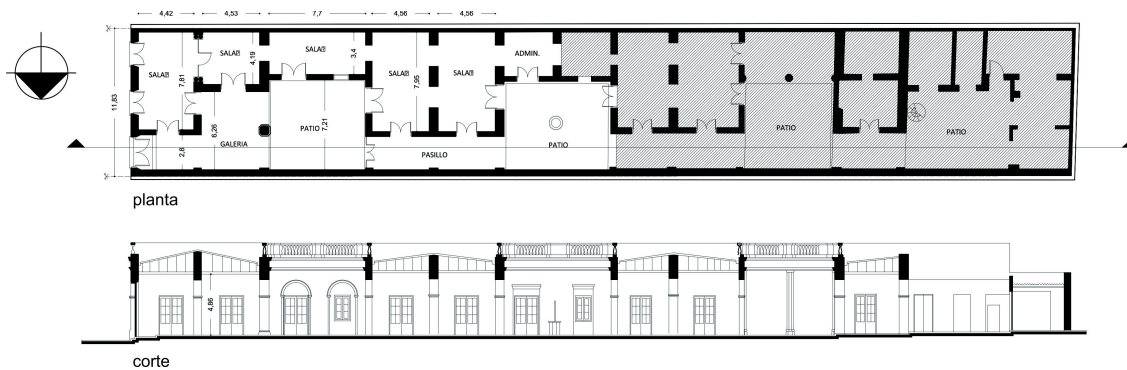 4,42 4,53 7,7 4,56 4,56
11,83
SALA
7,81
SALA
4,19
SALA
3,4
SALA
7,95
SALA
ADMIN.
6,26
2,8
GALERIA
PATIO
7,21
PASILLO
PATIO
PATIO
PATIO
planta
4,86
corte